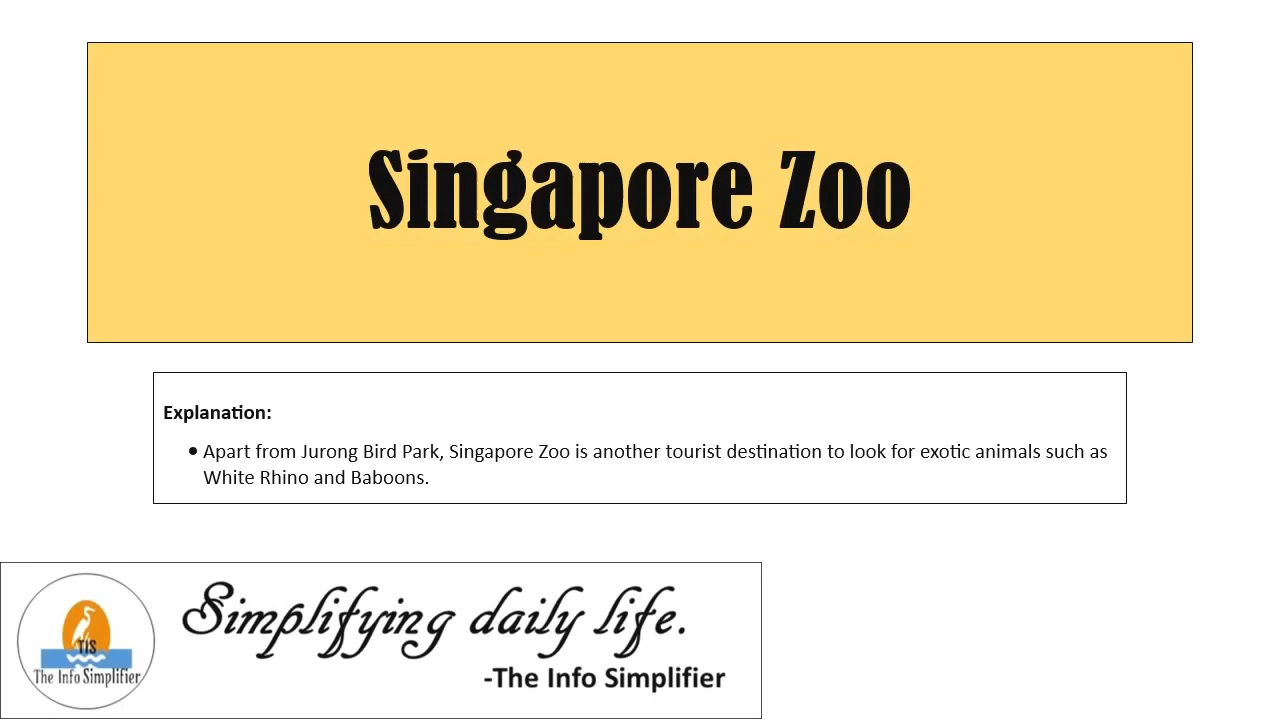 Singapore Zoo
Explanation:
• Apart from Jurong Bird Park, Singapore Zoo is another tourist destination to look for exotic animals such as
White Rhino and Baboons.
TIS
The Info Simplifier
Simplifying daily life.
-The Info Simplifier